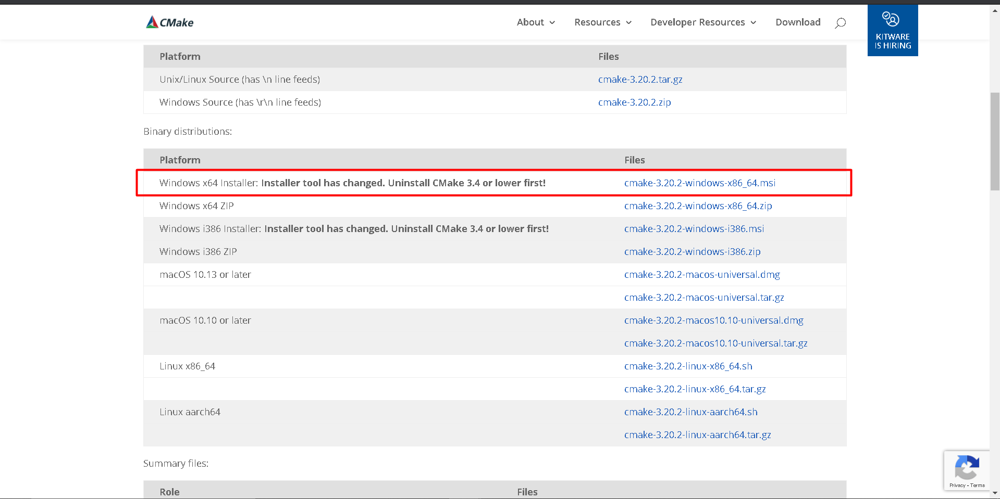 CMake
About
Resources
Developer Resources
Download
KITWARE
IS HIRING
Platform Files
Unix/Linux Source (has \n line feeds) cmake-3.20.2.tar.gz
Windows Source (has \r\n line feeds) cmake-3.20.2.zip
Binary distributions:
Platform Files
Windows x64 Installer: Installer tool has changed. Uninstall CMake 3.4 or lower first! cmake-3.20.2-windows-x86_64.msi
Windows x64 ZIP cmake-3.20.2-windows-x86_64.zip
Windows i386 Installer: Installer tool has changed. Uninstall CMake 3.4 or lower first! cmake-3.20.2-windows-i386.msi
Windows i386 ZIP cmake-3.20.2-windows-i386.zip
macOS 10.13 or later cmake-3.20.2-macos-universal.dmg
cmake-3.20.2-macos-universal.tar.gz
macOS 10.10 or later cmake-3.20.2-macos10.10-universal.dmg
cmake-3.20.2-macos10.10-universal.tar.gz
Linux x86_64 cmake-3.20.2-linux-x86_64.sh
cmake-3.20.2-linux-x86_64.tar.gz
Linux aarch64 cmake-3.20.2-linux-aarch64.sh
cmake-3.20.2-linux-aarch64.tar.gz
Summary files:
Role Files
Privacy - Terms